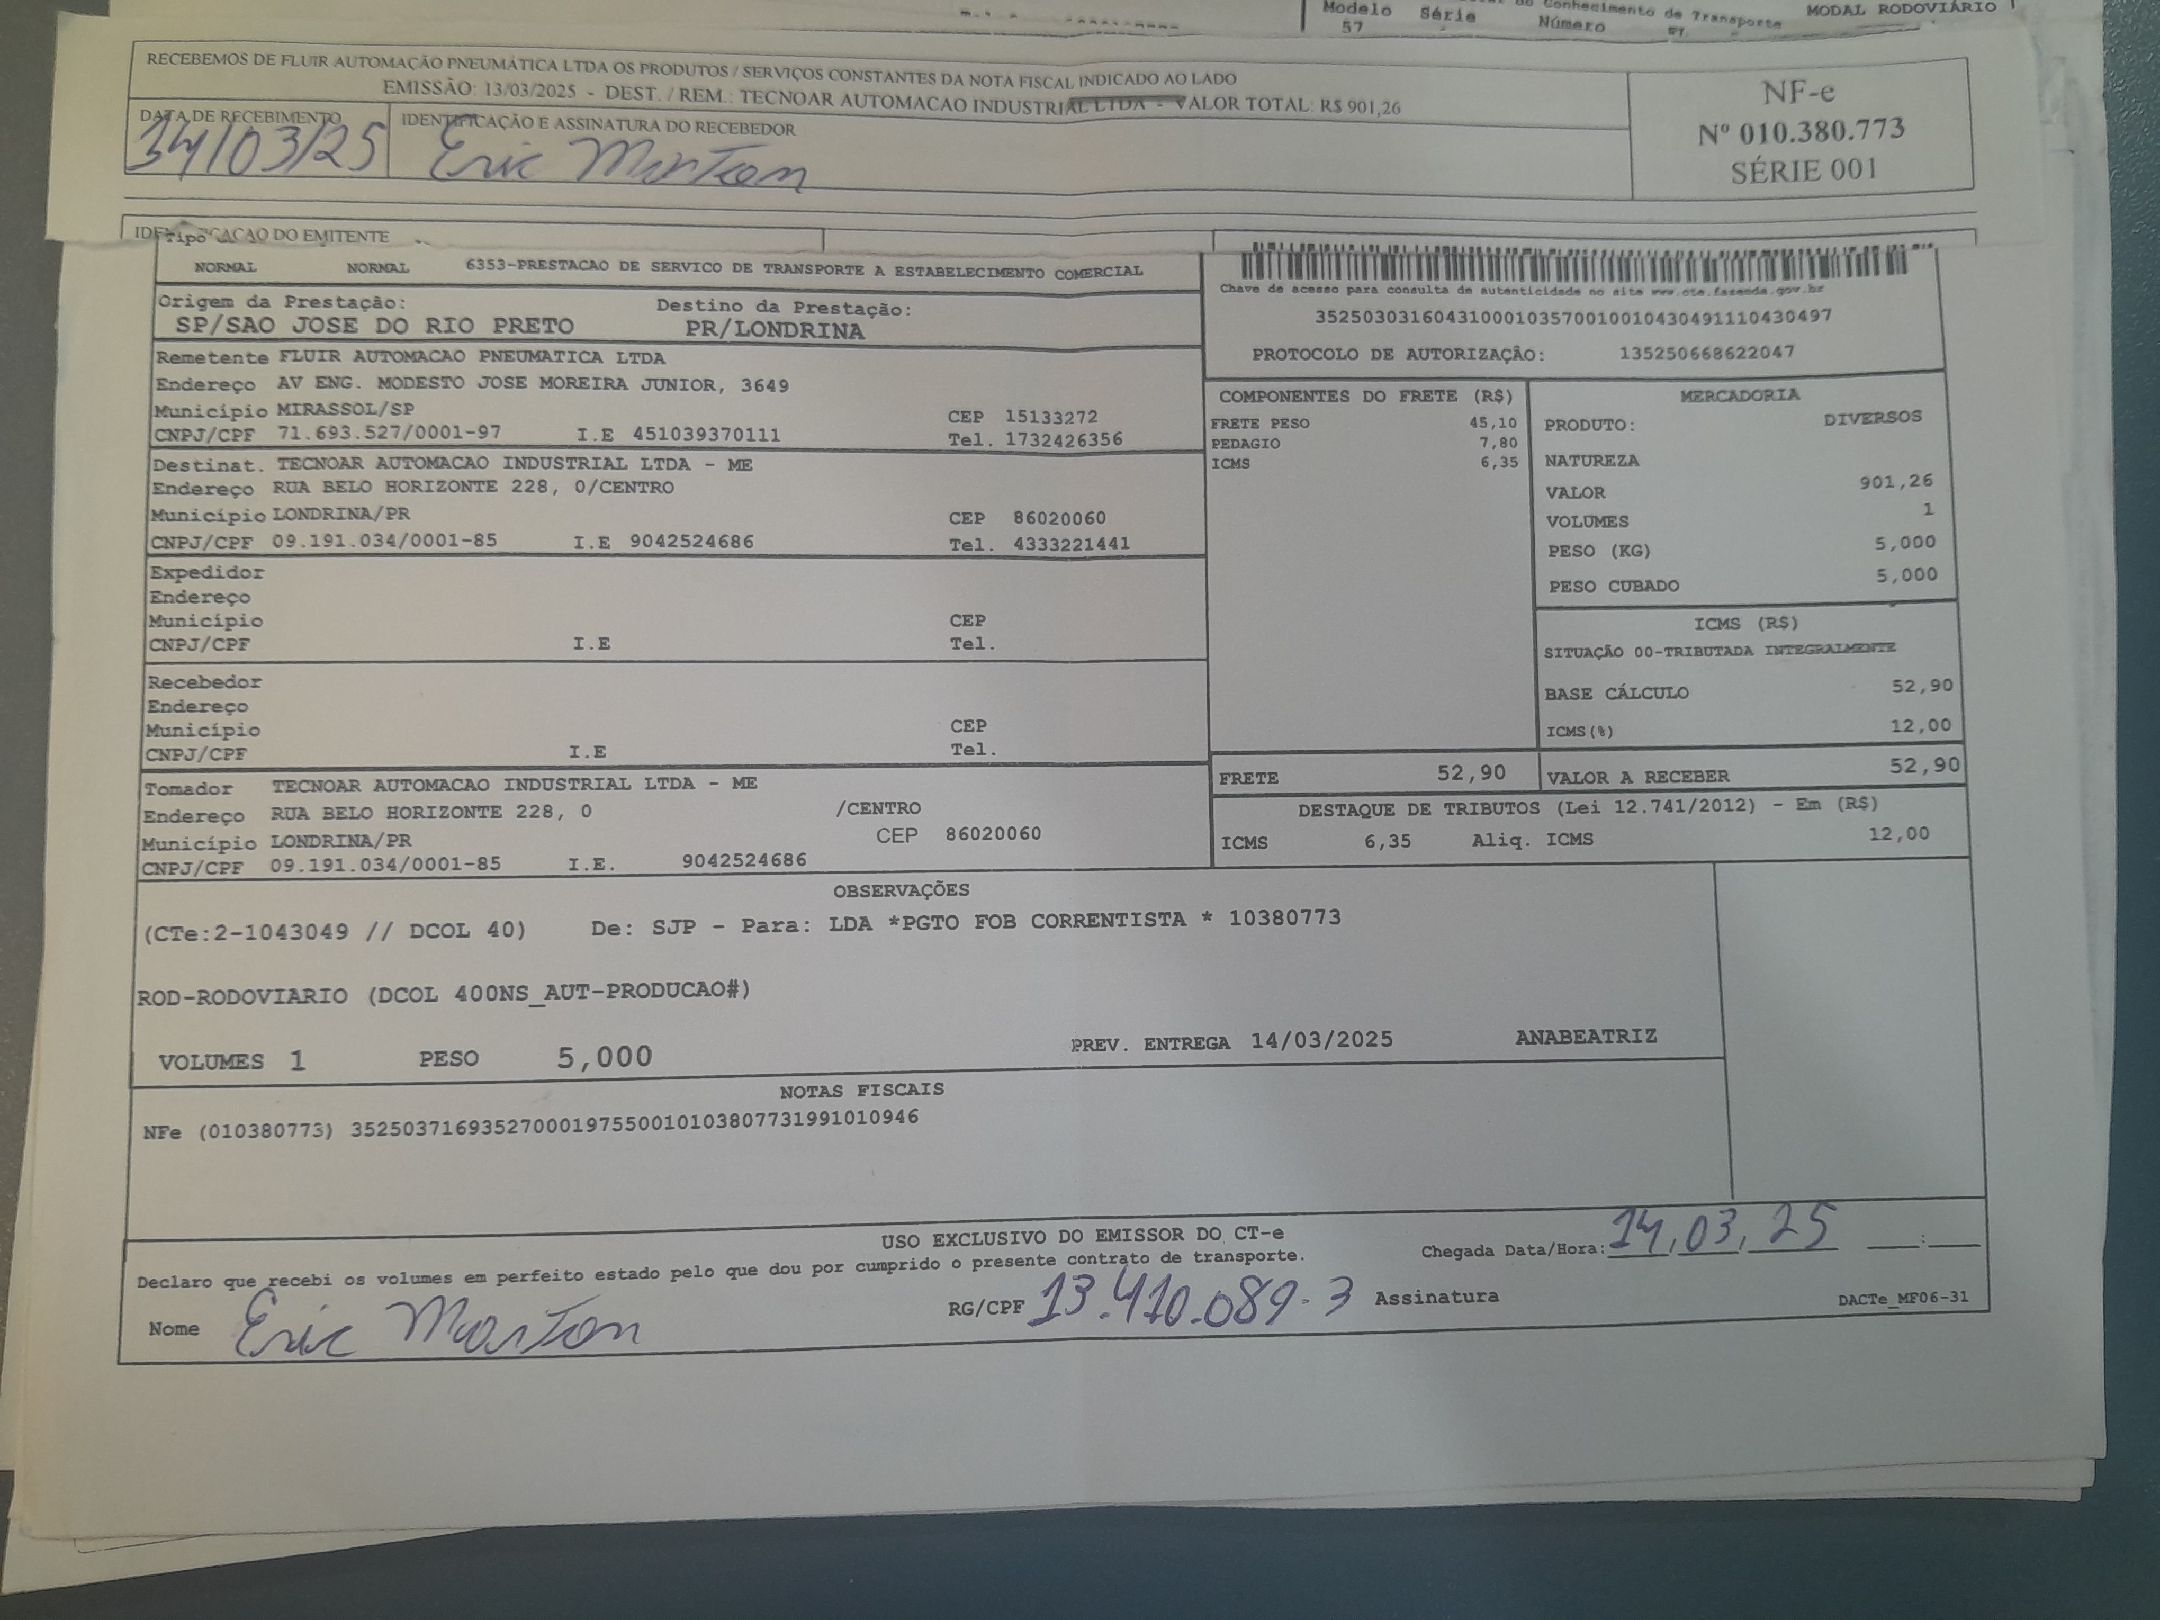 Modelo Série Conhecimento de Transporte MODAL RODOVIÁRIO
57 Número
RECEBEMOS DE FLUIR AUTOMAÇÃO PNEUMÁTICA LTDA OS PRODUTOS / SERVIÇOS CONSTANTES DA NOTA FISCAL INDICADO AO LADO
EMISSÃO: 13/03/2025 - DEST. / REM.: TECNOAR AUTOMACAO INDUSTRIAL LTDA - VALOR TOTAL: R$ 901,26
NF-e
Nº 010.380.773
SÉRIE 001
DATA DE RECEBIMENTO IDENTIFICAÇÃO E ASSINATURA DO RECEBEDOR
14/03/25 Eric Marton
DO EMITENTE
NORMAL NORMAL 6353-PRESTACAO DE SERVICO DE TRANSPORTE A ESTABELECIMENTO COMERCIAL
Origem da Prestação: Destino da Prestação:
SP/SAO JOSE DO RIO PRETO PR/LONDRINA
Chave de acesso para consulta de autenticidade no site www.cte.fazenda.gov.br
35250303160431000103570010010430491110430497
PROTOCOLO DE AUTORIZAÇÃO: 135250668622047
Remetente FLUIR AUTOMACAO PNEUMATICA LTDA
Endereço AV ENG. MODESTO JOSE MOREIRA JUNIOR, 3649
Município MIRASSOL/SP CEP 15133272
CNPJ/CPF 71.693.527/0001-97 I.E 451039370111 Tel. 1732426356
Destinat. TECNOAR AUTOMACAO INDUSTRIAL LTDA - ME
Endereço RUA BELO HORIZONTE 228, 0/CENTRO
Município LONDRINA/PR CEP 86020060
CNPJ/CPF 09.191.034/0001-85 I.E 9042524686 Tel. 4333221441
Expedidor
Endereço
Município CEP
CNPJ/CPF I.E Tel.
Recebedor
Endereço
Município CEP
CNPJ/CPF I.E Tel.
Tomador TECNOAR AUTOMACAO INDUSTRIAL LTDA - ME
Endereço RUA BELO HORIZONTE 228, 0 /CENTRO
Município LONDRINA/PR CEP 86020060
CNPJ/CPF 09.191.034/0001-85 I.E. 9042524686
COMPONENTES DO FRETE (R$)
FRETE PESO 45,10
PEDAGIO 7,80
ICMS 6,35
MERCADORIA
PRODUTO: DIVERSOS
NATUREZA
VALOR 901,26
VOLUMES 1
PESO (KG) 5,000
PESO CUBADO 5,000
ICMS (R$)
SITUAÇÃO 00-TRIBUTADA INTEGRALMENTE
BASE CÁLCULO 52,90
ICMS(%) 12,00
FRETE 52,90 VALOR A RECEBER 52,90
DESTAQUE DE TRIBUTOS (Lei 12.741/2012) - Em (R$)
ICMS 6,35 Aliq. ICMS 12,00
OBSERVAÇÕES
(CTe:2-1043049 // DCOL 40) De: SJP - Para: LDA *PGTO FOB CORRENTISTA * 10380773
ROD-RODOVIARIO (DCOL 400NS_AUT-PRODUCAO#)
VOLUMES 1 PESO 5,000 PREV. ENTREGA 14/03/2025 ANABEATRIZ
NOTAS FISCAIS
NFe (010380773) 35250371693527000197550010103807731991010946
USO EXCLUSIVO DO EMISSOR DO CT-e
Declaro que recebi os volumes em perfeito estado pelo que dou por cumprido o presente contrato de transporte. Chegada Data/Hora: 14,03,25 ___:___
Nome Eric Marton RG/CPF 13.410.089-3 Assinatura
DACTe_MF06-31